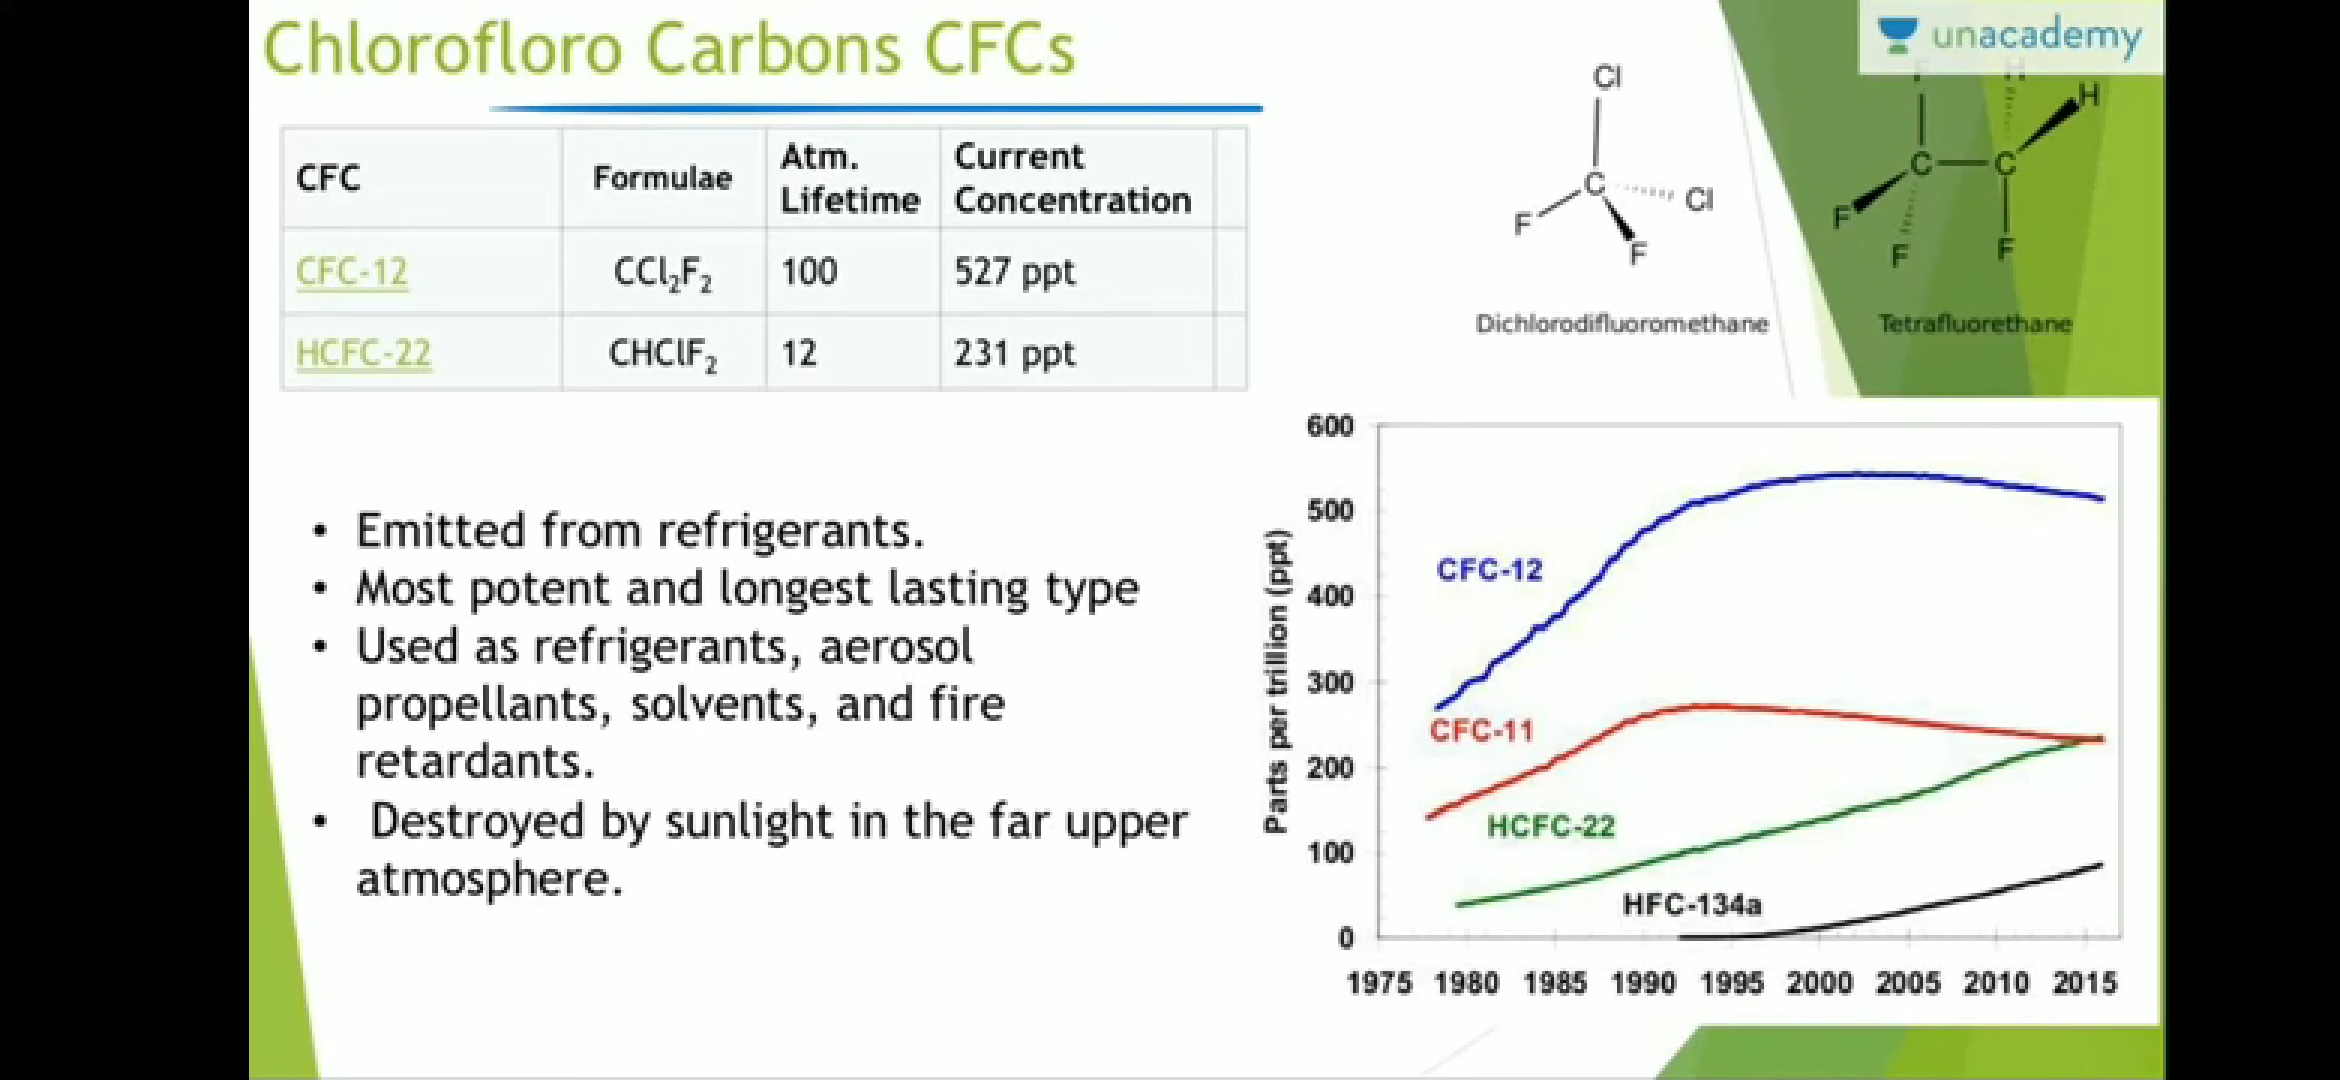 Chlorofloro Carbons CFCs
unacademy
CFC
Formulae
Atm.
Lifetime
Current
Concentration
CFC-12
CCl₂F₂
100
527 ppt
HCFC-22
CHClF₂
12
231 ppt
Cl
C
Cl
F
F
Dichlorodifluoromethane
F
H
H
C
C
F
F
F
Tetrafluorethane
• Emitted from refrigerants.
• Most potent and longest lasting type
• Used as refrigerants, aerosol
propellants, solvents, and fire
retardants.
• Destroyed by sunlight in the far upper
atmosphere.
Parts per trillion (ppt)
600
500
400
300
200
100
0
CFC-12
CFC-11
HCFC-22
HFC-134a
1975 1980 1985 1990 1995 2000 2005 2010 2015